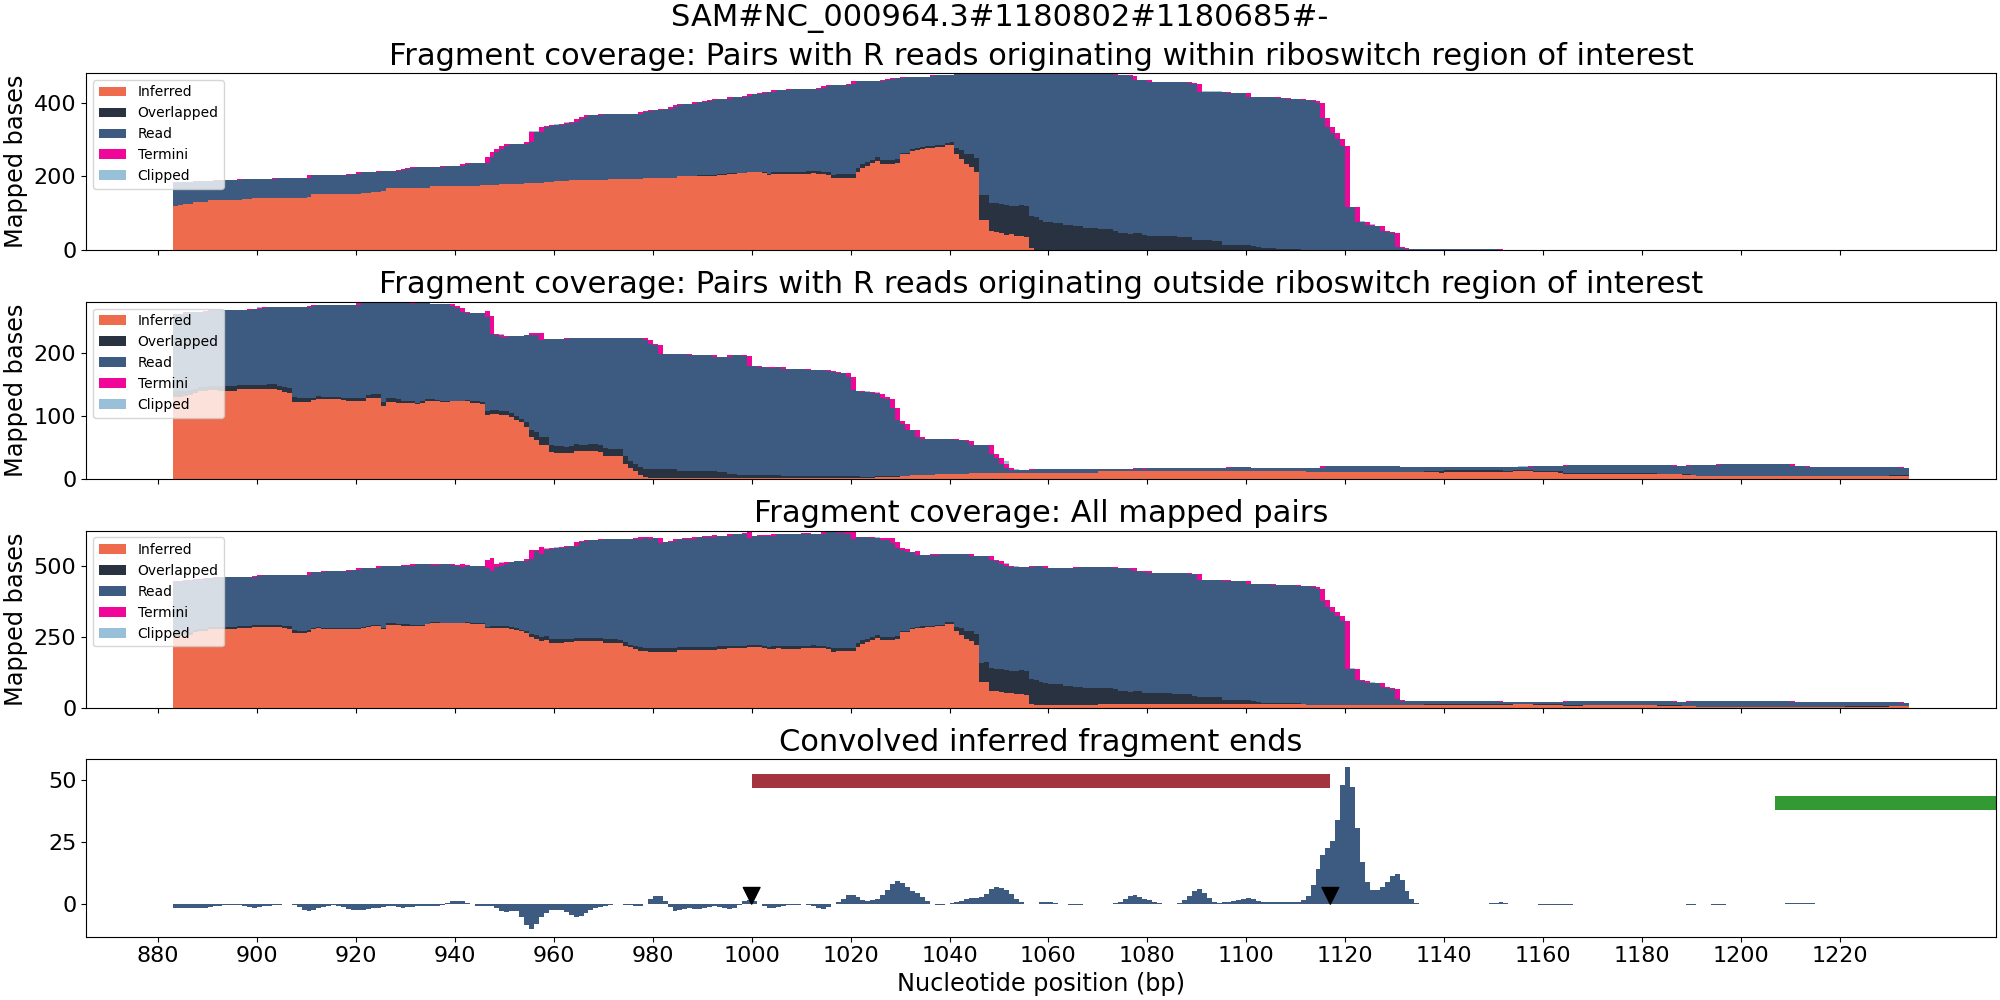 SAM#NC_000964.3#1180802#1180685#-
Fragment coverage: Pairs with R reads originating within riboswitch region of interest
Mapped bases
400
200
0
Inferred
Overlapped
Read
Termini
Clipped
Fragment coverage: Pairs with R reads originating outside riboswitch region of interest
Mapped bases
200
100
0
Inferred
Overlapped
Read
Termini
Clipped
Fragment coverage: All mapped pairs
Mapped bases
500
250
0
Inferred
Overlapped
Read
Termini
Clipped
Convolved inferred fragment ends
50
25
0
880 900 920 940 960 980 1000 1020 1040 1060 1080 1100 1120 1140 1160 1180 1200 1220
Nucleotide position (bp)